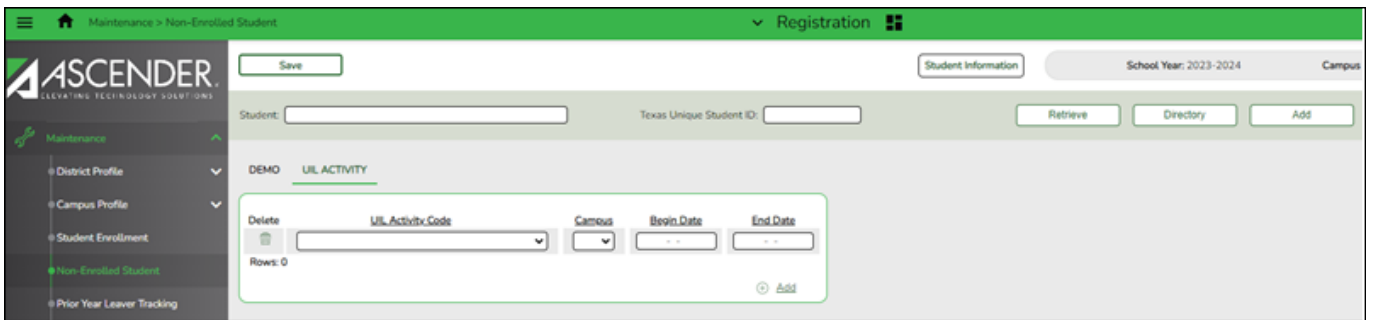 Maintenance > Non-Enrolled Student
Registration
ASCENDER
ELEVATING TECHNOLOGY SOLUTIONS
Save
Student Information
School Year: 2023-2024
Campus
Student:
Texas Unique Student ID:
Retrieve
Directory
Add
Maintenance
District Profile
Campus Profile
Student Enrollment
Non-Enrolled Student
Prior Year Leaver Tracking
DEMO
UIL ACTIVITY
Delete
UIL Activity Code
Campus
Begin Date
End Date
- -
- -
Rows: 0
Add